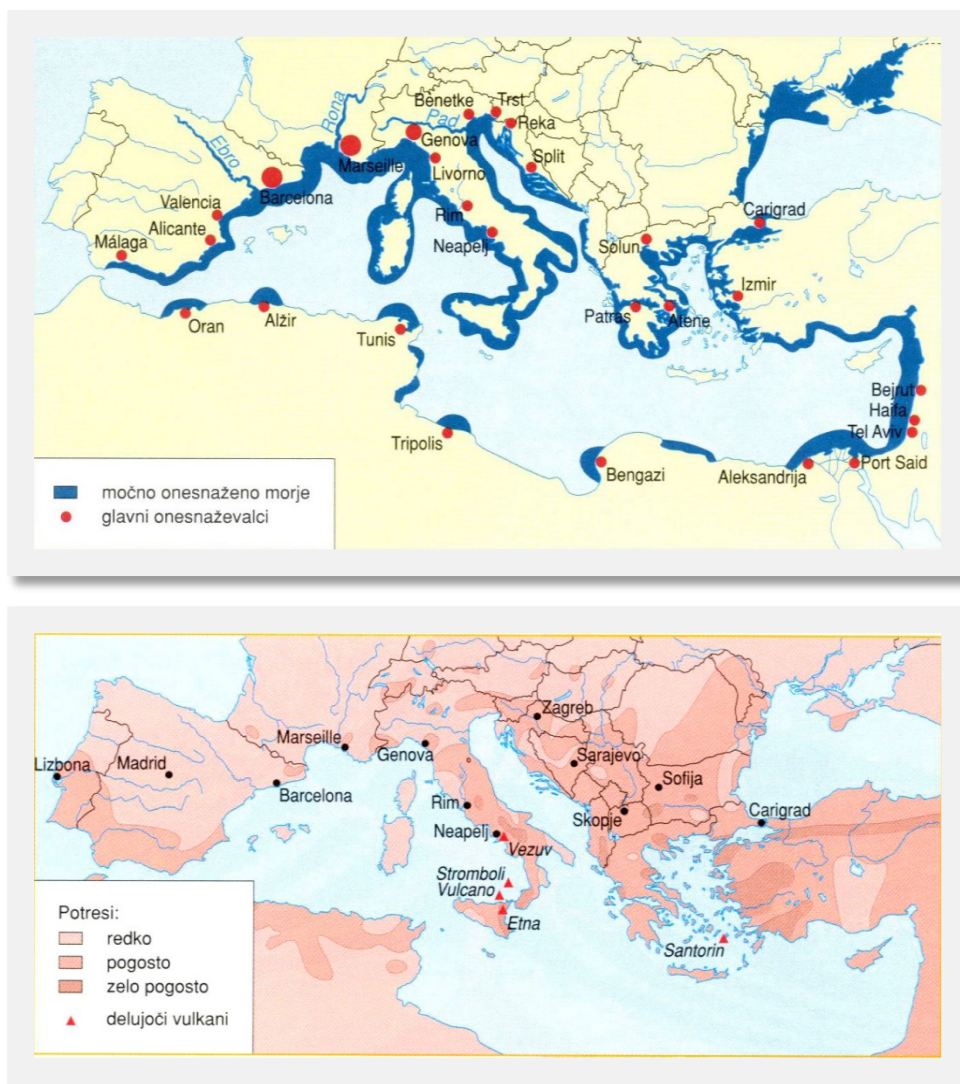 Benetke
Trst
Rona
Pad
Reka
Ebro
Genova
Marseille
Livorno
Split
Barcelona
Valencia
Rim
Carigrad
Alicante
Málaga
Neapelj
Solun
Izmir
Oran
Alžir
Patras
Atene
Tunis
Bejrut
Haifa
Tel Aviv
Tripolis
Bengazi
Aleksandrija
Port Said
močno onesnaženo morje
glavni onesnaževalci
Zagreb
Marseille
Genova
Sarajevo
Lizbona
Madrid
Barcelona
Sofija
Rim
Skopje
Carigrad
Neapelj
Vezuv
Stromboli
Vulcano
Etna
Santorin
Potresi:
redko
pogosto
zelo pogosto
delujoči vulkani